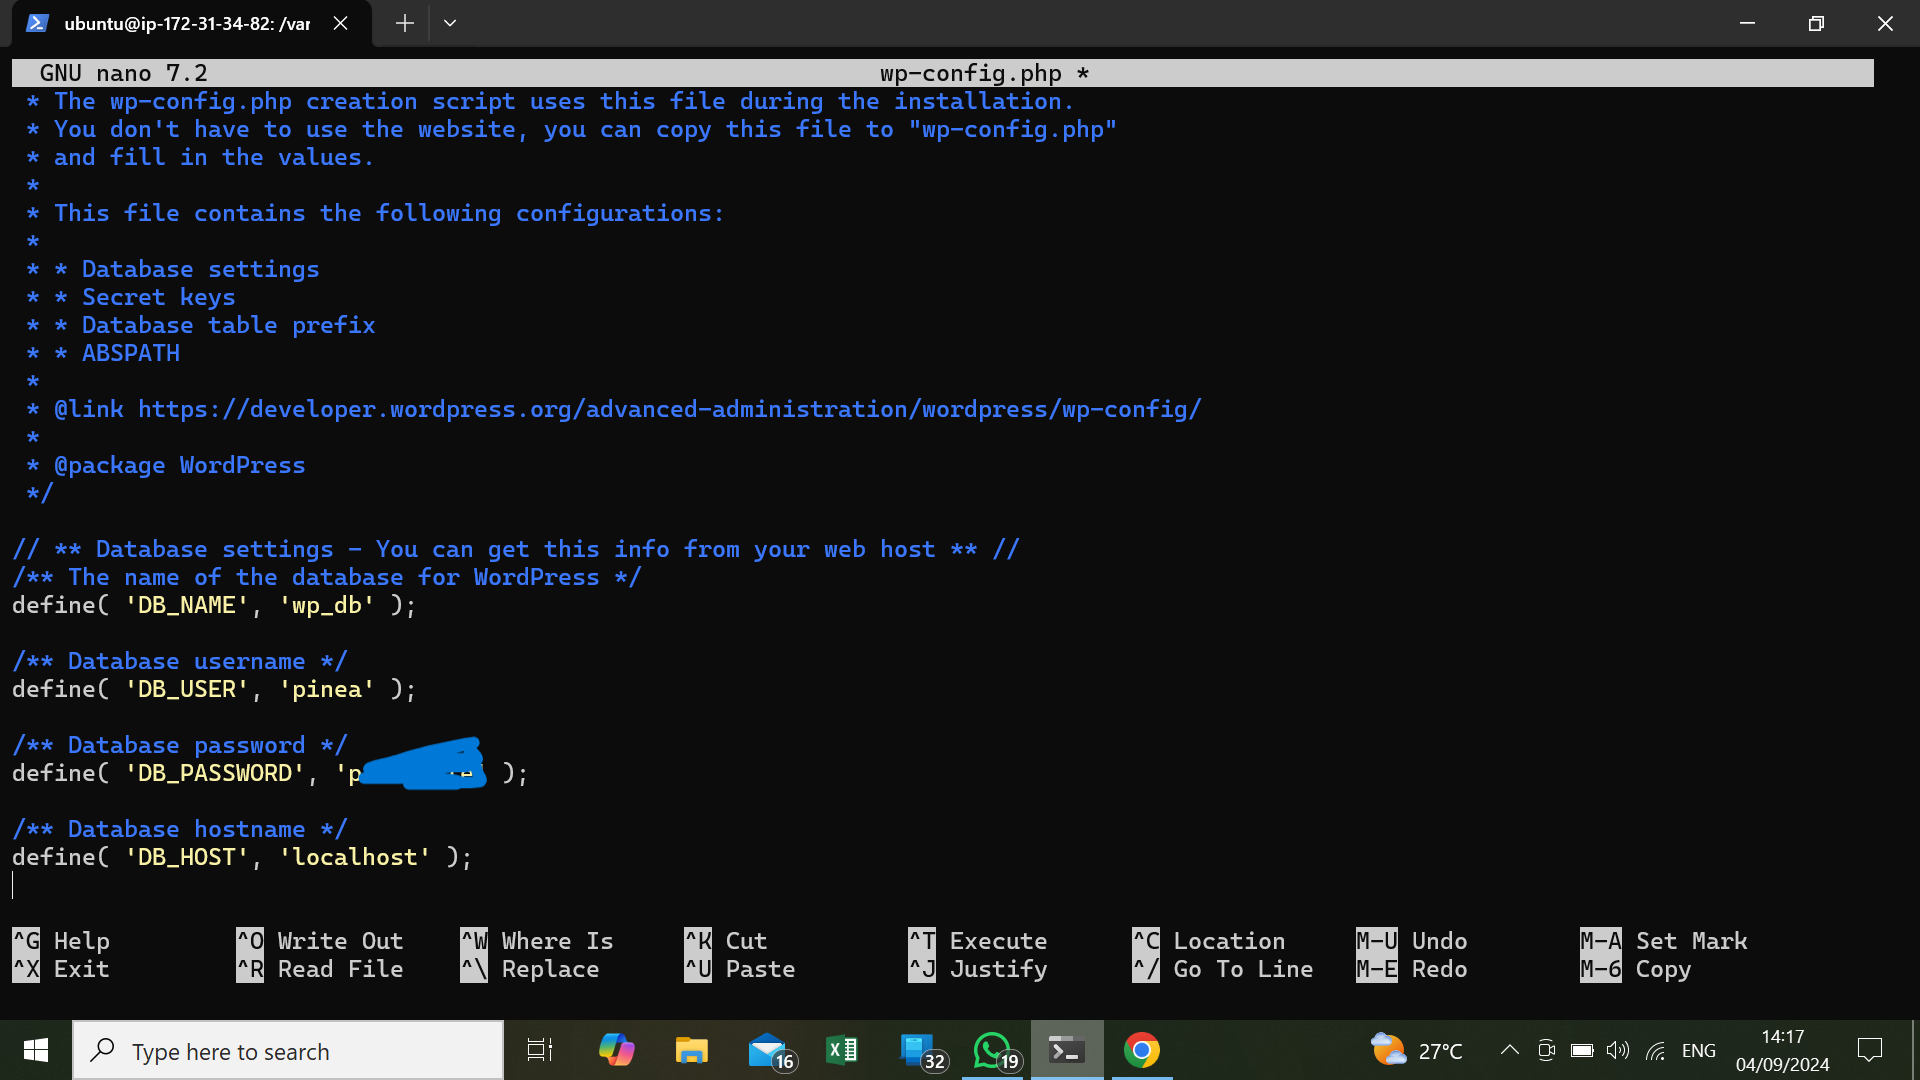 ubuntu@ip-172-31-34-82: /var
GNU nano 7.2 wp-config.php *
* The wp-config.php creation script uses this file during the installation.
* You don't have to use the website, you can copy this file to "wp-config.php"
* and fill in the values.
*
* This file contains the following configurations:
*
* * Database settings
* * Secret keys
* * Database table prefix
* * ABSPATH
*
* @link https://developer.wordpress.org/advanced-administration/wordpress/wp-config/
*
* @package WordPress
*/
// ** Database settings - You can get this info from your web host ** //
/** The name of the database for WordPress */
define( 'DB_NAME', 'wp_db' );
/** Database username */
define( 'DB_USER', 'pinea' );
/** Database password */
define( 'DB_PASSWORD', );
/** Database hostname */
define( 'DB_HOST', 'localhost' );
^G Help ^O Write Out ^W Where Is ^K Cut ^T Execute ^C Location M-U Undo M-A Set Mark
^X Exit ^R Read File ^\ Replace ^U Paste ^J Justify ^/ Go To Line M-E Redo M-6 Copy
Type here to search 16 32 19 27°C ENG 14:17
04/09/2024